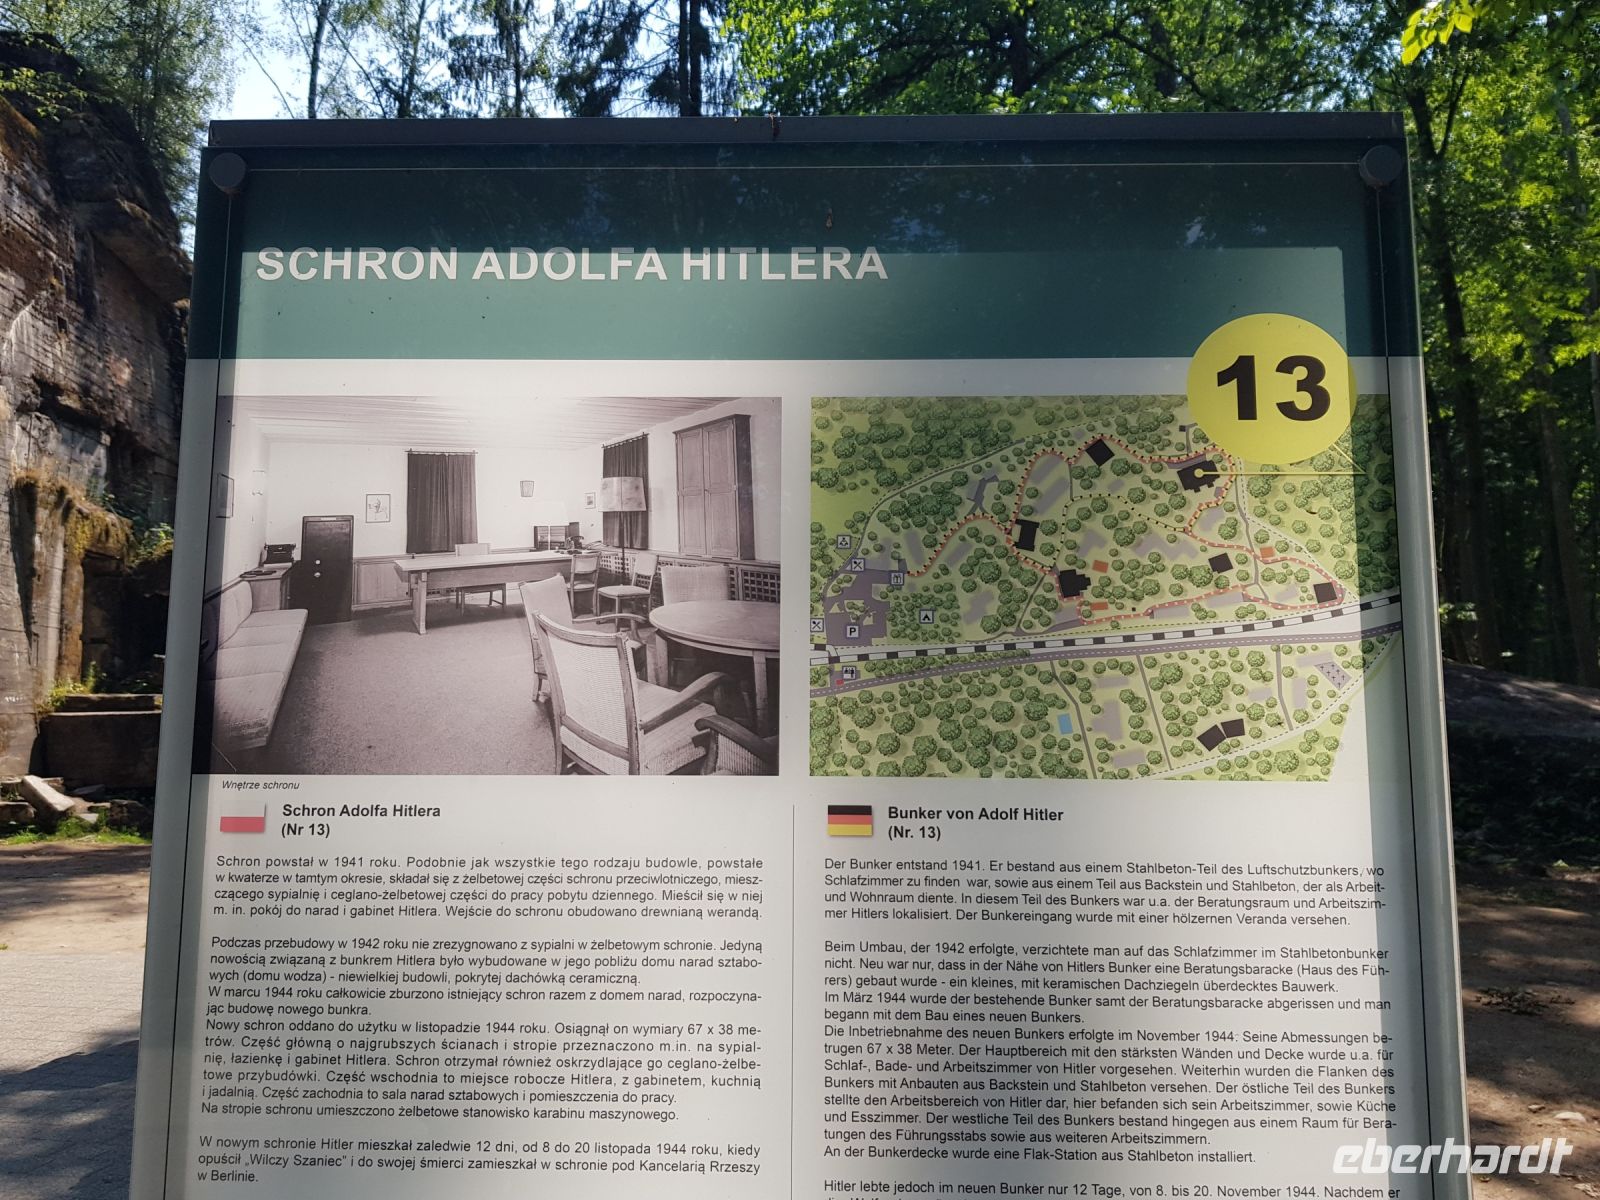 SCHRON ADOLFA HITLERA
13
P
Wnętrze schronu
Schron Adolfa Hitlera
(Nr 13)
Schron powstał w 1941 roku. Podobnie jak wszystkie tego rodzaju budowle, powstałe
w kwaterze w tamtym okresie, składał się z żelbetowej części schronu przeciwlotniczego, miesz-
czącego sypialnię i ceglano-żelbetowej części do pracy pobytu dziennego. Mieścił się w niej
m. in. pokój do narad i gabinet Hitlera. Wejście do schronu obudowano drewnianą werandą.
Podczas przebudowy w 1942 roku nie zrezygnowano z sypialni w żelbetowym schronie. Jedyną
nowością związaną z bunkrem Hitlera było wybudowane w jego pobliżu domu narad sztabo-
wych (domu wodza) - niewielkiej budowli, pokrytej dachówką ceramiczną.
W marcu 1944 roku całkowicie zburzono istniejący schron razem z domem narad, rozpoczyna-
jąc budowę nowego bunkra.
Nowy schron oddano do użytku w listopadzie 1944 roku. Osiągnął on wymiary 67 x 38 me-
trów. Część główną o najgrubszych ścianach i stropie przeznaczono m.in. na sypial-
nię, łazienkę i gabinet Hitlera. Schron otrzymał również oskrzydlające go ceglano-żelbe-
towe przybudówki. Część wschodnia to miejsce robocze Hitlera, z gabinetem, kuchnią
i jadalnią. Część zachodnia to sala narad sztabowych i pomieszczenia do pracy.
Na stropie schronu umieszczono żelbetowe stanowisko karabinu maszynowego.
W nowym schronie Hitler mieszkał zaledwie 12 dni, od 8 do 20 listopada 1944 roku, kiedy
opuścił „Wilczy Szaniec" i do swojej śmierci zamieszkał w schronie pod Kancelarią Rrzeszy
w Berlinie.
Bunker von Adolf Hitler
(Nr. 13)
Der Bunker entstand 1941. Er bestand aus einem Stahlbeton-Teil des Luftschutzbunkers, wo
Schlafzimmer zu finden war, sowie aus einem Teil aus Backstein und Stahlbeton, der als Arbeit-
und Wohnraum diente. In diesem Teil des Bunkers war u.a. der Beratungsraum und Arbeitszim-
mer Hitlers lokalisiert. Der Bunkereingang wurde mit einer hölzernen Veranda versehen.
Beim Umbau, der 1942 erfolgte, verzichtete man auf das Schlafzimmer im Stahlbetonbunker
nicht. Neu war nur, dass in der Nähe von Hitlers Bunker eine Beratungsbaracke (Haus des Füh-
rers) gebaut wurde - ein kleines, mit keramischen Dachziegeln überdecktes Bauwerk.
Im März 1944 wurde der bestehende Bunker samt der Beratungsbaracke abgerissen und man
begann mit dem Bau eines neuen Bunkers.
Die Inbetriebnahme des neuen Bunkers erfolgte im November 1944. Seine Abmessungen be-
trugen 67 x 38 Meter. Der Hauptbereich mit den stärksten Wänden und Decke wurde u.a. für
Schlaf-, Bade- und Arbeitszimmer von Hitler vorgesehen. Weiterhin wurden die Flanken des
Bunkers mit Anbauten aus Backstein und Stahlbeton versehen. Der östliche Teil des Bunkers
stellte den Arbeitsbereich von Hitler dar, hier befanden sich sein Arbeitszimmer, sowie Küche
und Esszimmer. Der westliche Teil des Bunkers bestand hingegen aus einem Raum für Bera-
tungen des Führungsstabs sowie aus weiteren Arbeitszimmern.
An der Bunkerdecke wurde eine Flak-Station aus Stahlbeton installiert.
Hitler lebte jedoch im neuen Bunker nur 12 Tage, von 8. bis 20. November 1944. Nachdem er
eberhardt